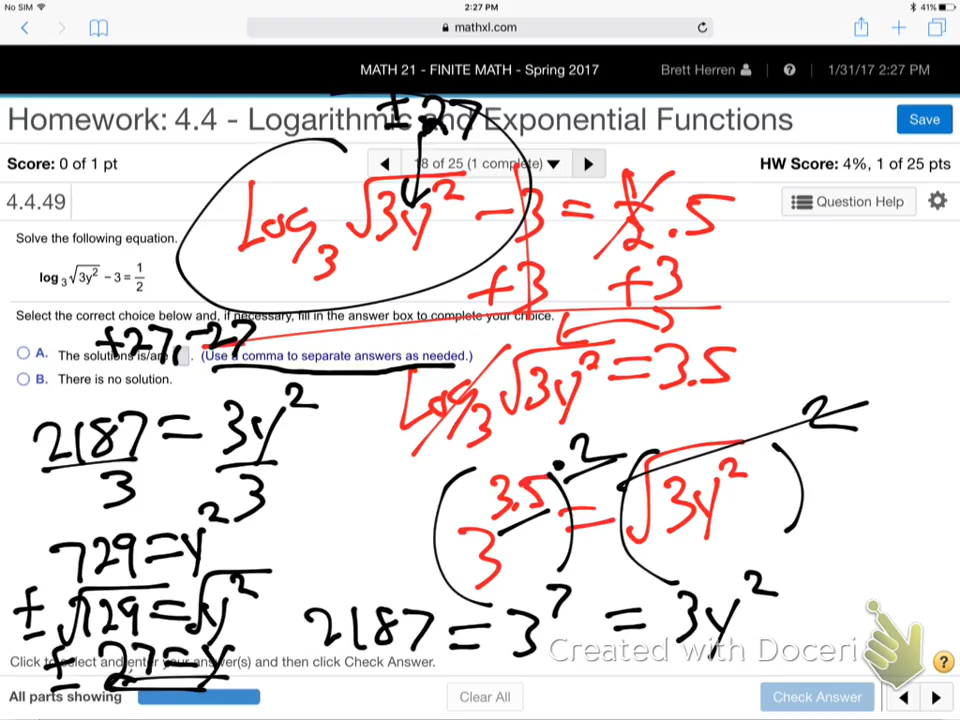 No SIM 2:27 PM 41%
mathxl.com
MATH 21 - FINITE MATH - Spring 2017 Brett Herren ? 1/31/17 2:27 PM
± 27
Homework: 4.4 - Logarithmic and Exponential Functions Save
Score: 0 of 1 pt 18 of 25 (1 complete) HW Score: 4%, 1 of 25 pts
4.4.49 Question Help
Log₃ √3y² - 3 = ½ .5
+3 +3
Solve the following equation.
log₃√3y² - 3 = 1/2
Select the correct choice below and, if necessary, fill in the answer box to complete your choice.
+27, -27
A. The solutions is/are . (Use a comma to separate answers as needed.)
B. There is no solution.
Log₃ √3y² = 3.5
2187 = 3y²
3 3
(3^3.5)^·2 = (√3y²)²
729 = y²
±√729 = √y²
2187 = 3⁷ = 3y²
± 27 = y
Created with Doceri
Click to select and enter your answer(s) and then click Check Answer. ?
All parts showing Clear All Check Answer